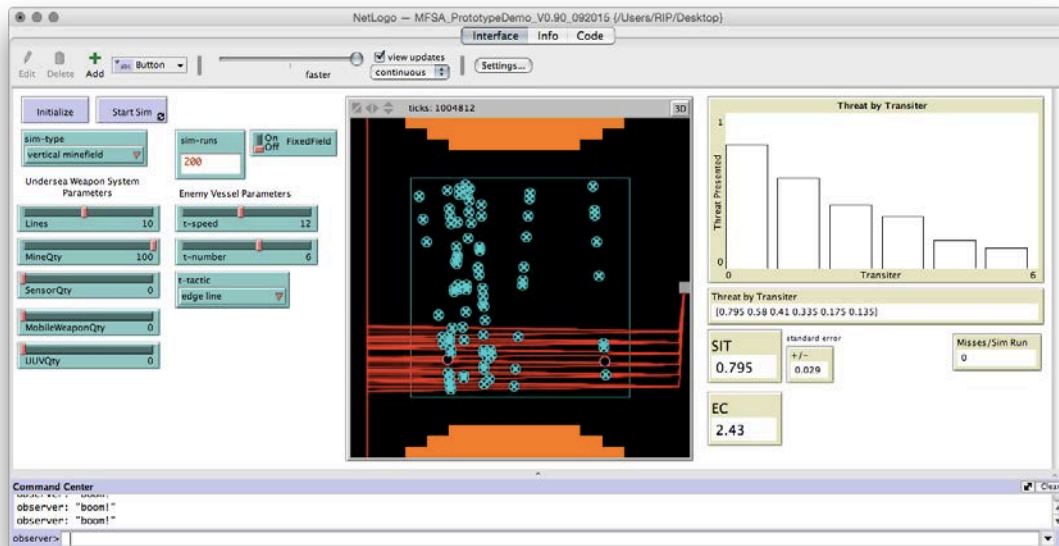 NetLogo — MFSA_PrototypeDemo_V0.90_092015 {/Users/RIP/Desktop}
Interface Info Code
Edit Delete Add
abc Button
faster
view updates
continuous
Settings...
Initialize
Start Sim
sim-type
vertical minefield
sim-runs
200
On
Off
FixedField
Undersea Weapon System
Parameters
Enemy Vessel Parameters
Lines 10
t-speed 12
MineQty 100
t-number 6
SensorQty 0
t-tactic
edge line
MobileWeaponQty 0
UUVQty 0
ticks: 1004812
3D
Threat by Transiter
Threat Presented
1
0
0
Transiter
6
Threat by Transiter
[0.795 0.58 0.41 0.335 0.175 0.135]
SIT
0.795
standard error
+/-
0.029
Misses/Sim Run
0
EC
2.43
Command Center
Clear
observer: "boom!"
observer: "boom!"
observer: "boom!"
observer>